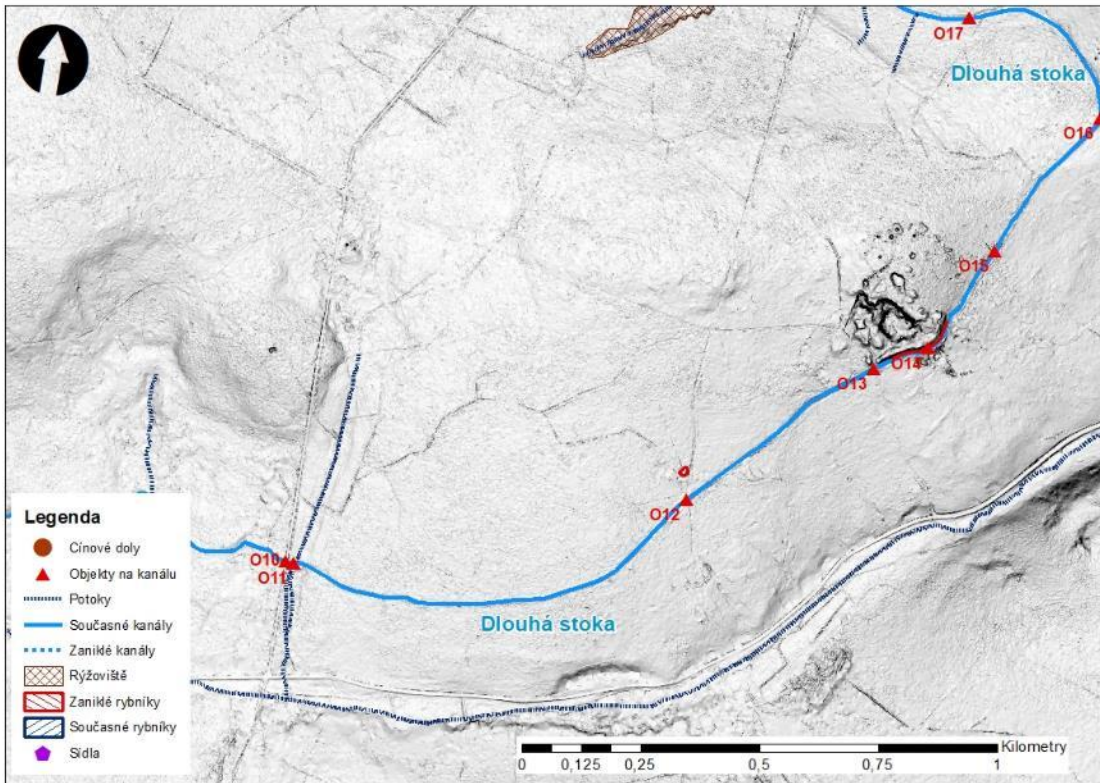 O17
Dlouhá stoka
O16
O15
O14
O13
O12
O10
O11
Dlouhá stoka
Legenda
Cínové doly
Objekty na kanálu
Potoky
Současné kanály
Zaniklé kanály
Rýžoviště
Zaniklé rybníky
Současné rybníky
Sídla
Kilometry
0 0,125 0,25 0,5 0,75 1